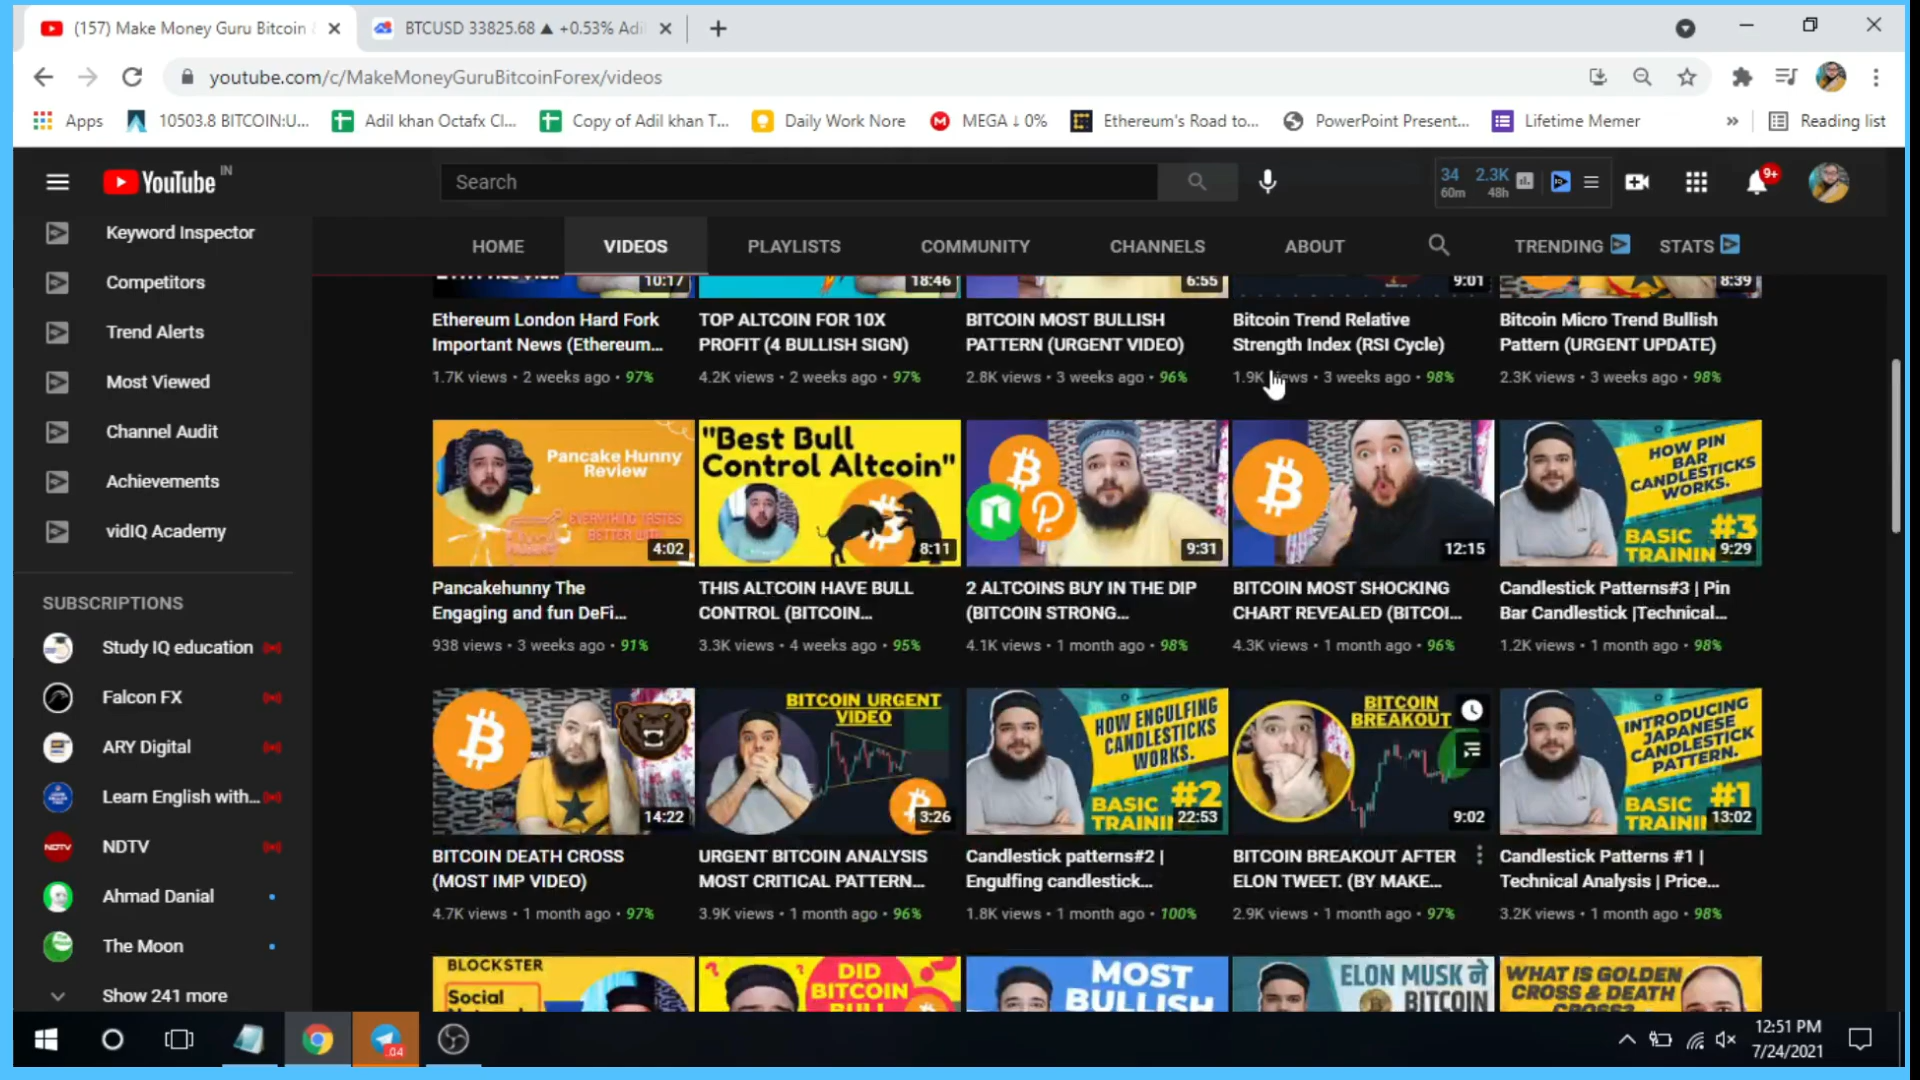 (157) Make Money Guru Bitcoin
BTCUSD 33825.68 ▲ +0.53% Adi
youtube.com/c/MakeMoneyGuruBitcoinForex/videos
Apps
10503.8 BITCOIN:U...
Adil khan Octafx Cl...
Copy of Adil khan T...
Daily Work Nore
MEGA ↓ 0%
Ethereum's Road to...
PowerPoint Present...
Lifetime Memer
»
Reading list
YouTube IN
Search
34
60m
2.3K
48h
9+
Keyword Inspector
Competitors
Trend Alerts
Most Viewed
Channel Audit
Achievements
vidIQ Academy
SUBSCRIPTIONS
Study IQ education
Falcon FX
ARY Digital
Learn English with...
NDTV
NDTV
Ahmad Danial
The Moon
Show 241 more
HOME
VIDEOS
PLAYLISTS
COMMUNITY
CHANNELS
ABOUT
TRENDING
STATS
10:17
18:46
6:55
9:01
8:39
Ethereum London Hard Fork
Important News (Ethereum...
1.7K views • 2 weeks ago • 97%
TOP ALTCOIN FOR 10X
PROFIT (4 BULLISH SIGN)
4.2K views • 2 weeks ago • 97%
BITCOIN MOST BULLISH
PATTERN (URGENT VIDEO)
2.8K views • 3 weeks ago • 96%
Bitcoin Trend Relative
Strength Index (RSI Cycle)
1.9K views • 3 weeks ago • 98%
Bitcoin Micro Trend Bullish
Pattern (URGENT UPDATE)
2.3K views • 3 weeks ago • 98%
Pancake Hunny
Review
EVERYTHING TASTES
BETTER WITH
4:02
Pancakehunny The
Engaging and fun DeFi...
938 views • 3 weeks ago • 91%
"Best Bull
Control Altcoin"
8:11
THIS ALTCOIN HAVE BULL
CONTROL (BITCOIN...
3.3K views • 4 weeks ago • 95%
9:31
2 ALTCOINS BUY IN THE DIP
(BITCOIN STRONG...
4.1K views • 1 month ago • 98%
12:15
BITCOIN MOST SHOCKING
CHART REVEALED (BITCOI...
4.3K views • 1 month ago • 96%
HOW PIN
BAR
CANDLESTICKS
WORKS.
BASIC
#3
9:29
Candlestick Patterns#3 | Pin
Bar Candlestick |Technical...
1.2K views • 1 month ago • 98%
14:22
BITCOIN DEATH CROSS
(MOST IMP VIDEO)
4.7K views • 1 month ago • 97%
BITCOIN URGENT
VIDEO
3:26
URGENT BITCOIN ANALYSIS
MOST CRITICAL PATTERN...
3.9K views • 1 month ago • 96%
HOW ENGULFING
CANDLESTICKS
WORKS.
BASIC
#2
22:53
Candlestick patterns#2 |
Engulfing candlestick...
1.8K views • 1 month ago • 100%
BITCOIN
BREAKOUT
9:02
BITCOIN BREAKOUT AFTER
ELON TWEET. (BY MAKE...
2.9K views • 1 month ago • 97%
INTRODUCING
JAPANESE
CANDLESTICK
PATTERN.
BASIC
#1
13:02
Candlestick Patterns #1 |
Technical Analysis | Price...
3.2K views • 1 month ago • 98%
BLOCKSTER
Social
DID
BITCOIN
BULL
MOST
BULLISH
ELON MUSK ने
BITCOIN
WHAT IS GOLDEN
CROSS & DEATH
CROSS?
.04
12:51 PM
7/24/2021